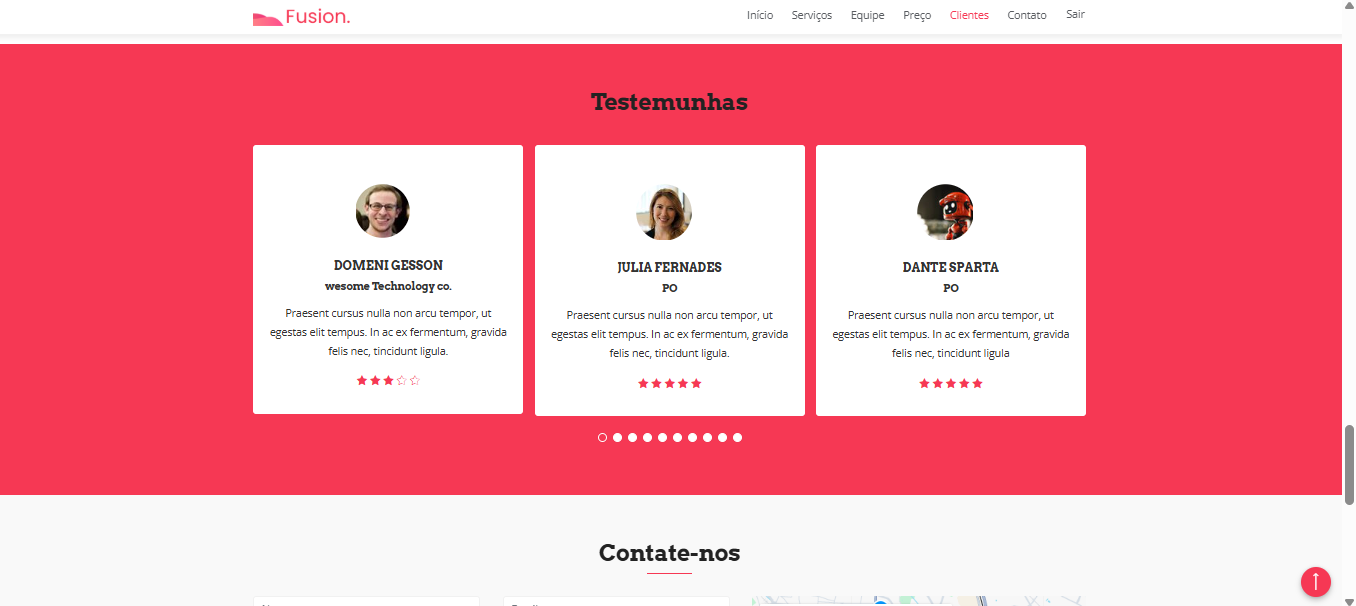 Fusion.
Início Serviços Equipe Preço Clientes Contato Sair
Testemunhas
DOMENI GESSON
wesome Technology co.
Praesent cursus nulla non arcu tempor, ut
egestas elit tempus. In ac ex fermentum, gravida
felis nec, tincidunt ligula.
JULIA FERNADES
PO
Praesent cursus nulla non arcu tempor, ut
egestas elit tempus. In ac ex fermentum, gravida
felis nec, tincidunt ligula.
DANTE SPARTA
PO
Praesent cursus nulla non arcu tempor, ut
egestas elit tempus. In ac ex fermentum, gravida
felis nec, tincidunt ligula
Contate-nos